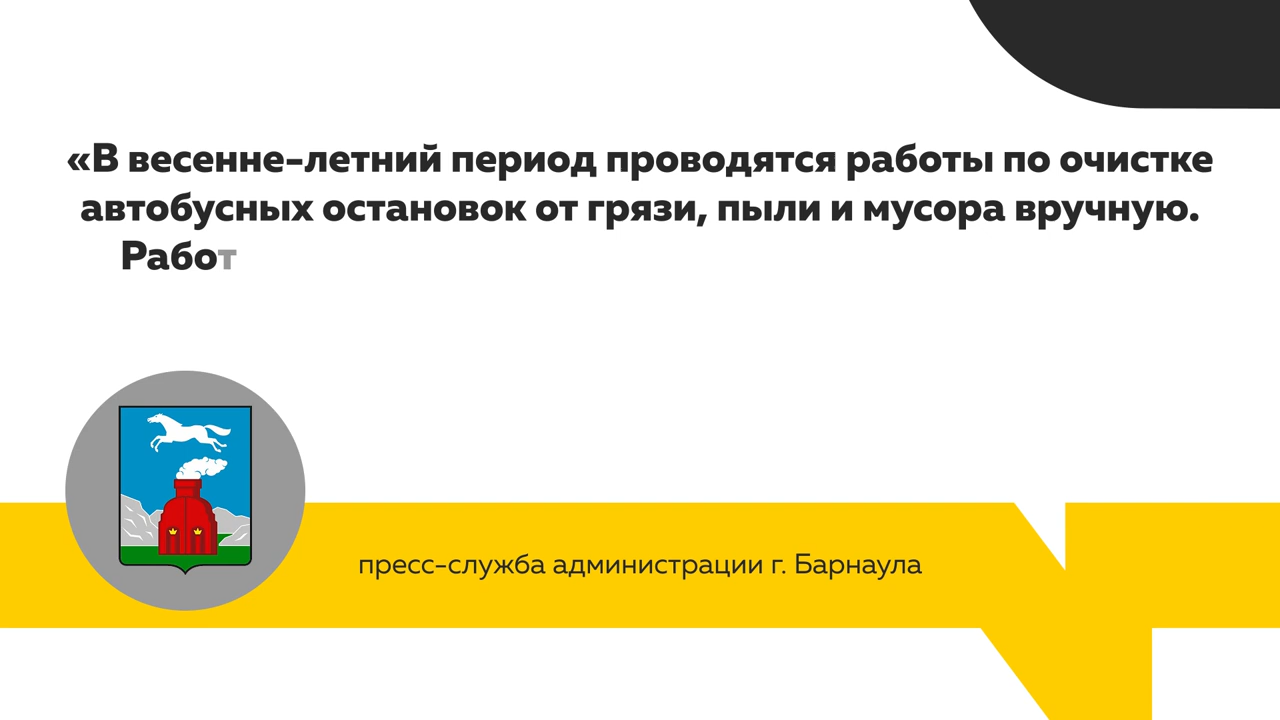 «В весенне-летний период проводятся работы по очистке
автобусных остановок от грязи, пыли и мусора вручную.
Работ
пресс-служба администрации г. Барнаула